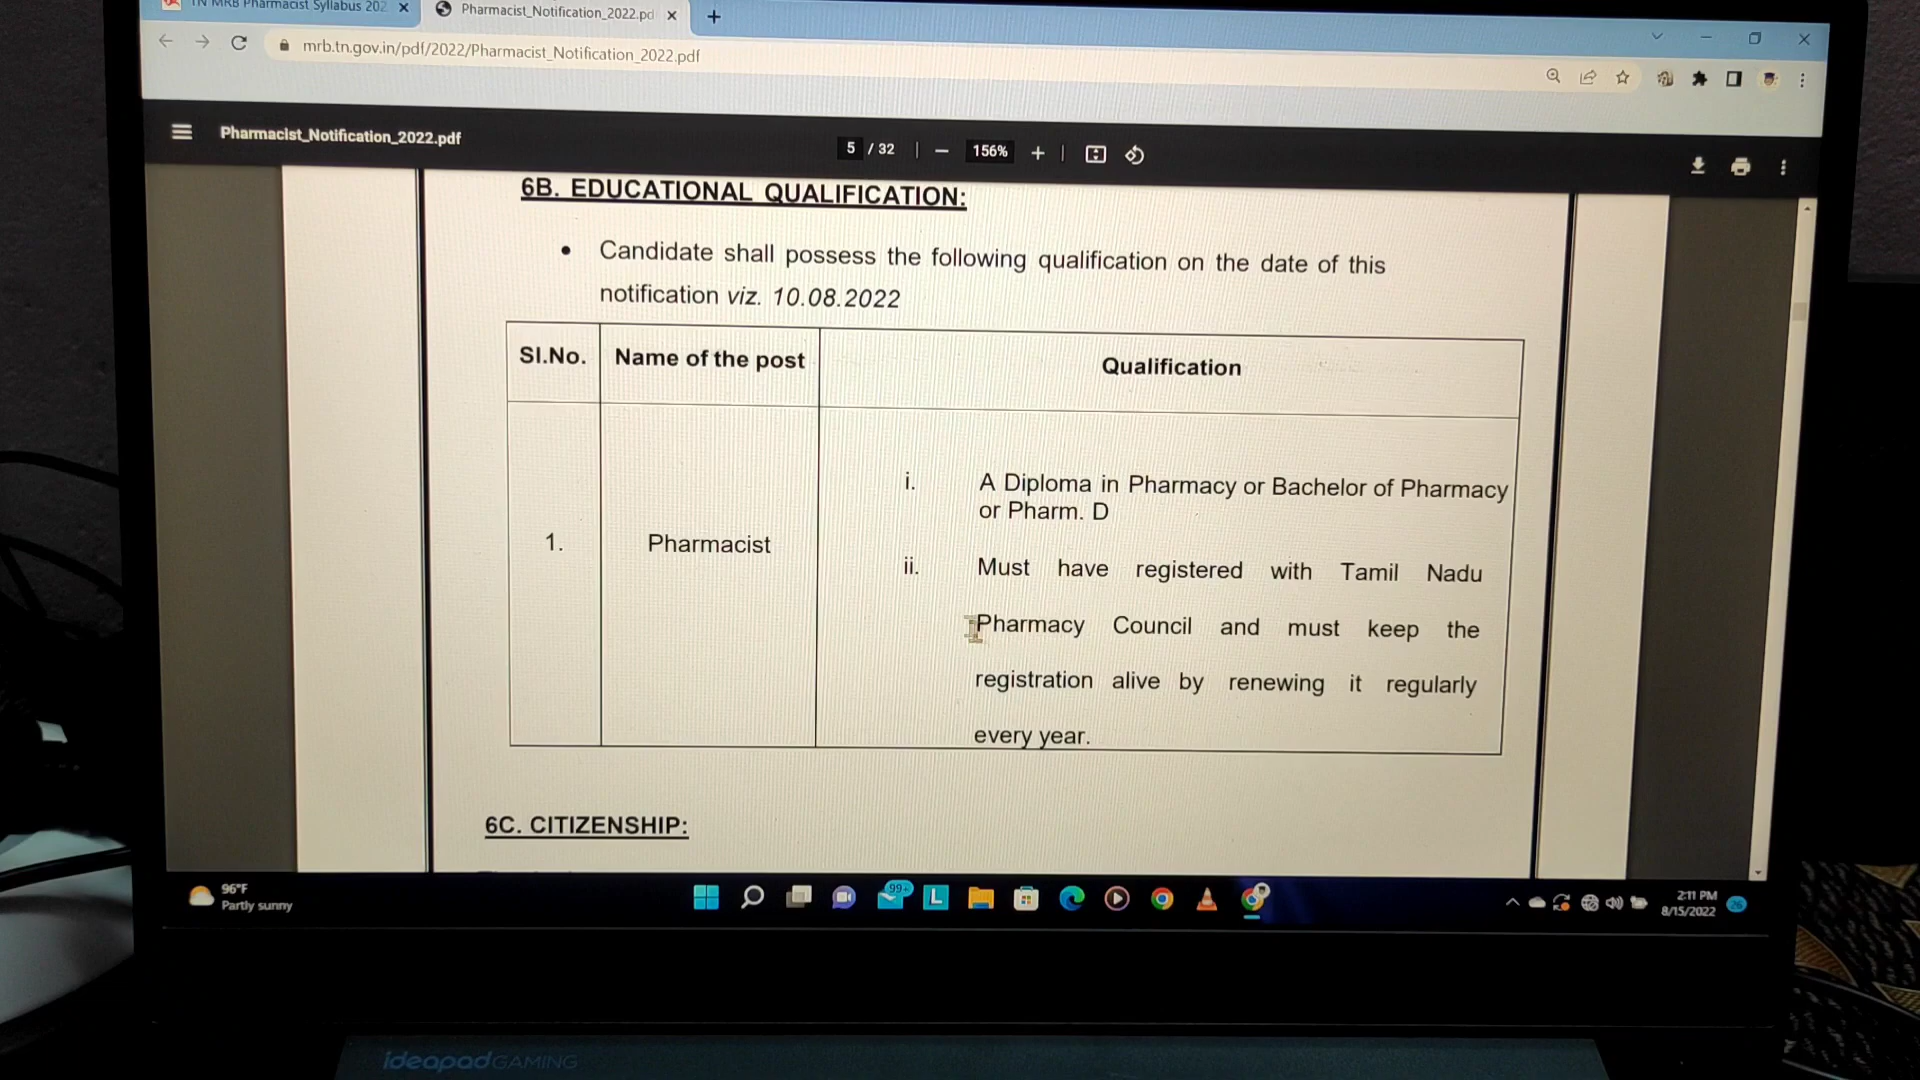 TN MRB Pharmacist Syllabus 202
Pharmacist_Notification_2022.pd
mrb.tn.gov.in/pdf/2022/Pharmacist_Notification_2022.pdf
Pharmacist_Notification_2022.pdf
5 / 32
156%
6B. EDUCATIONAL QUALIFICATION:
• Candidate shall possess the following qualification on the date of this
notification viz. 10.08.2022
Sl.No. Name of the post Qualification
i. A Diploma in Pharmacy or Bachelor of Pharmacy
or Pharm. D
1. Pharmacist
ii. Must have registered with Tamil Nadu
Pharmacy Council and must keep the
registration alive by renewing it regularly
every year.
6C. CITIZENSHIP:
96°F
Partly sunny
99+
L
2:11 PM
8/15/2022
26
ideapad GAMING